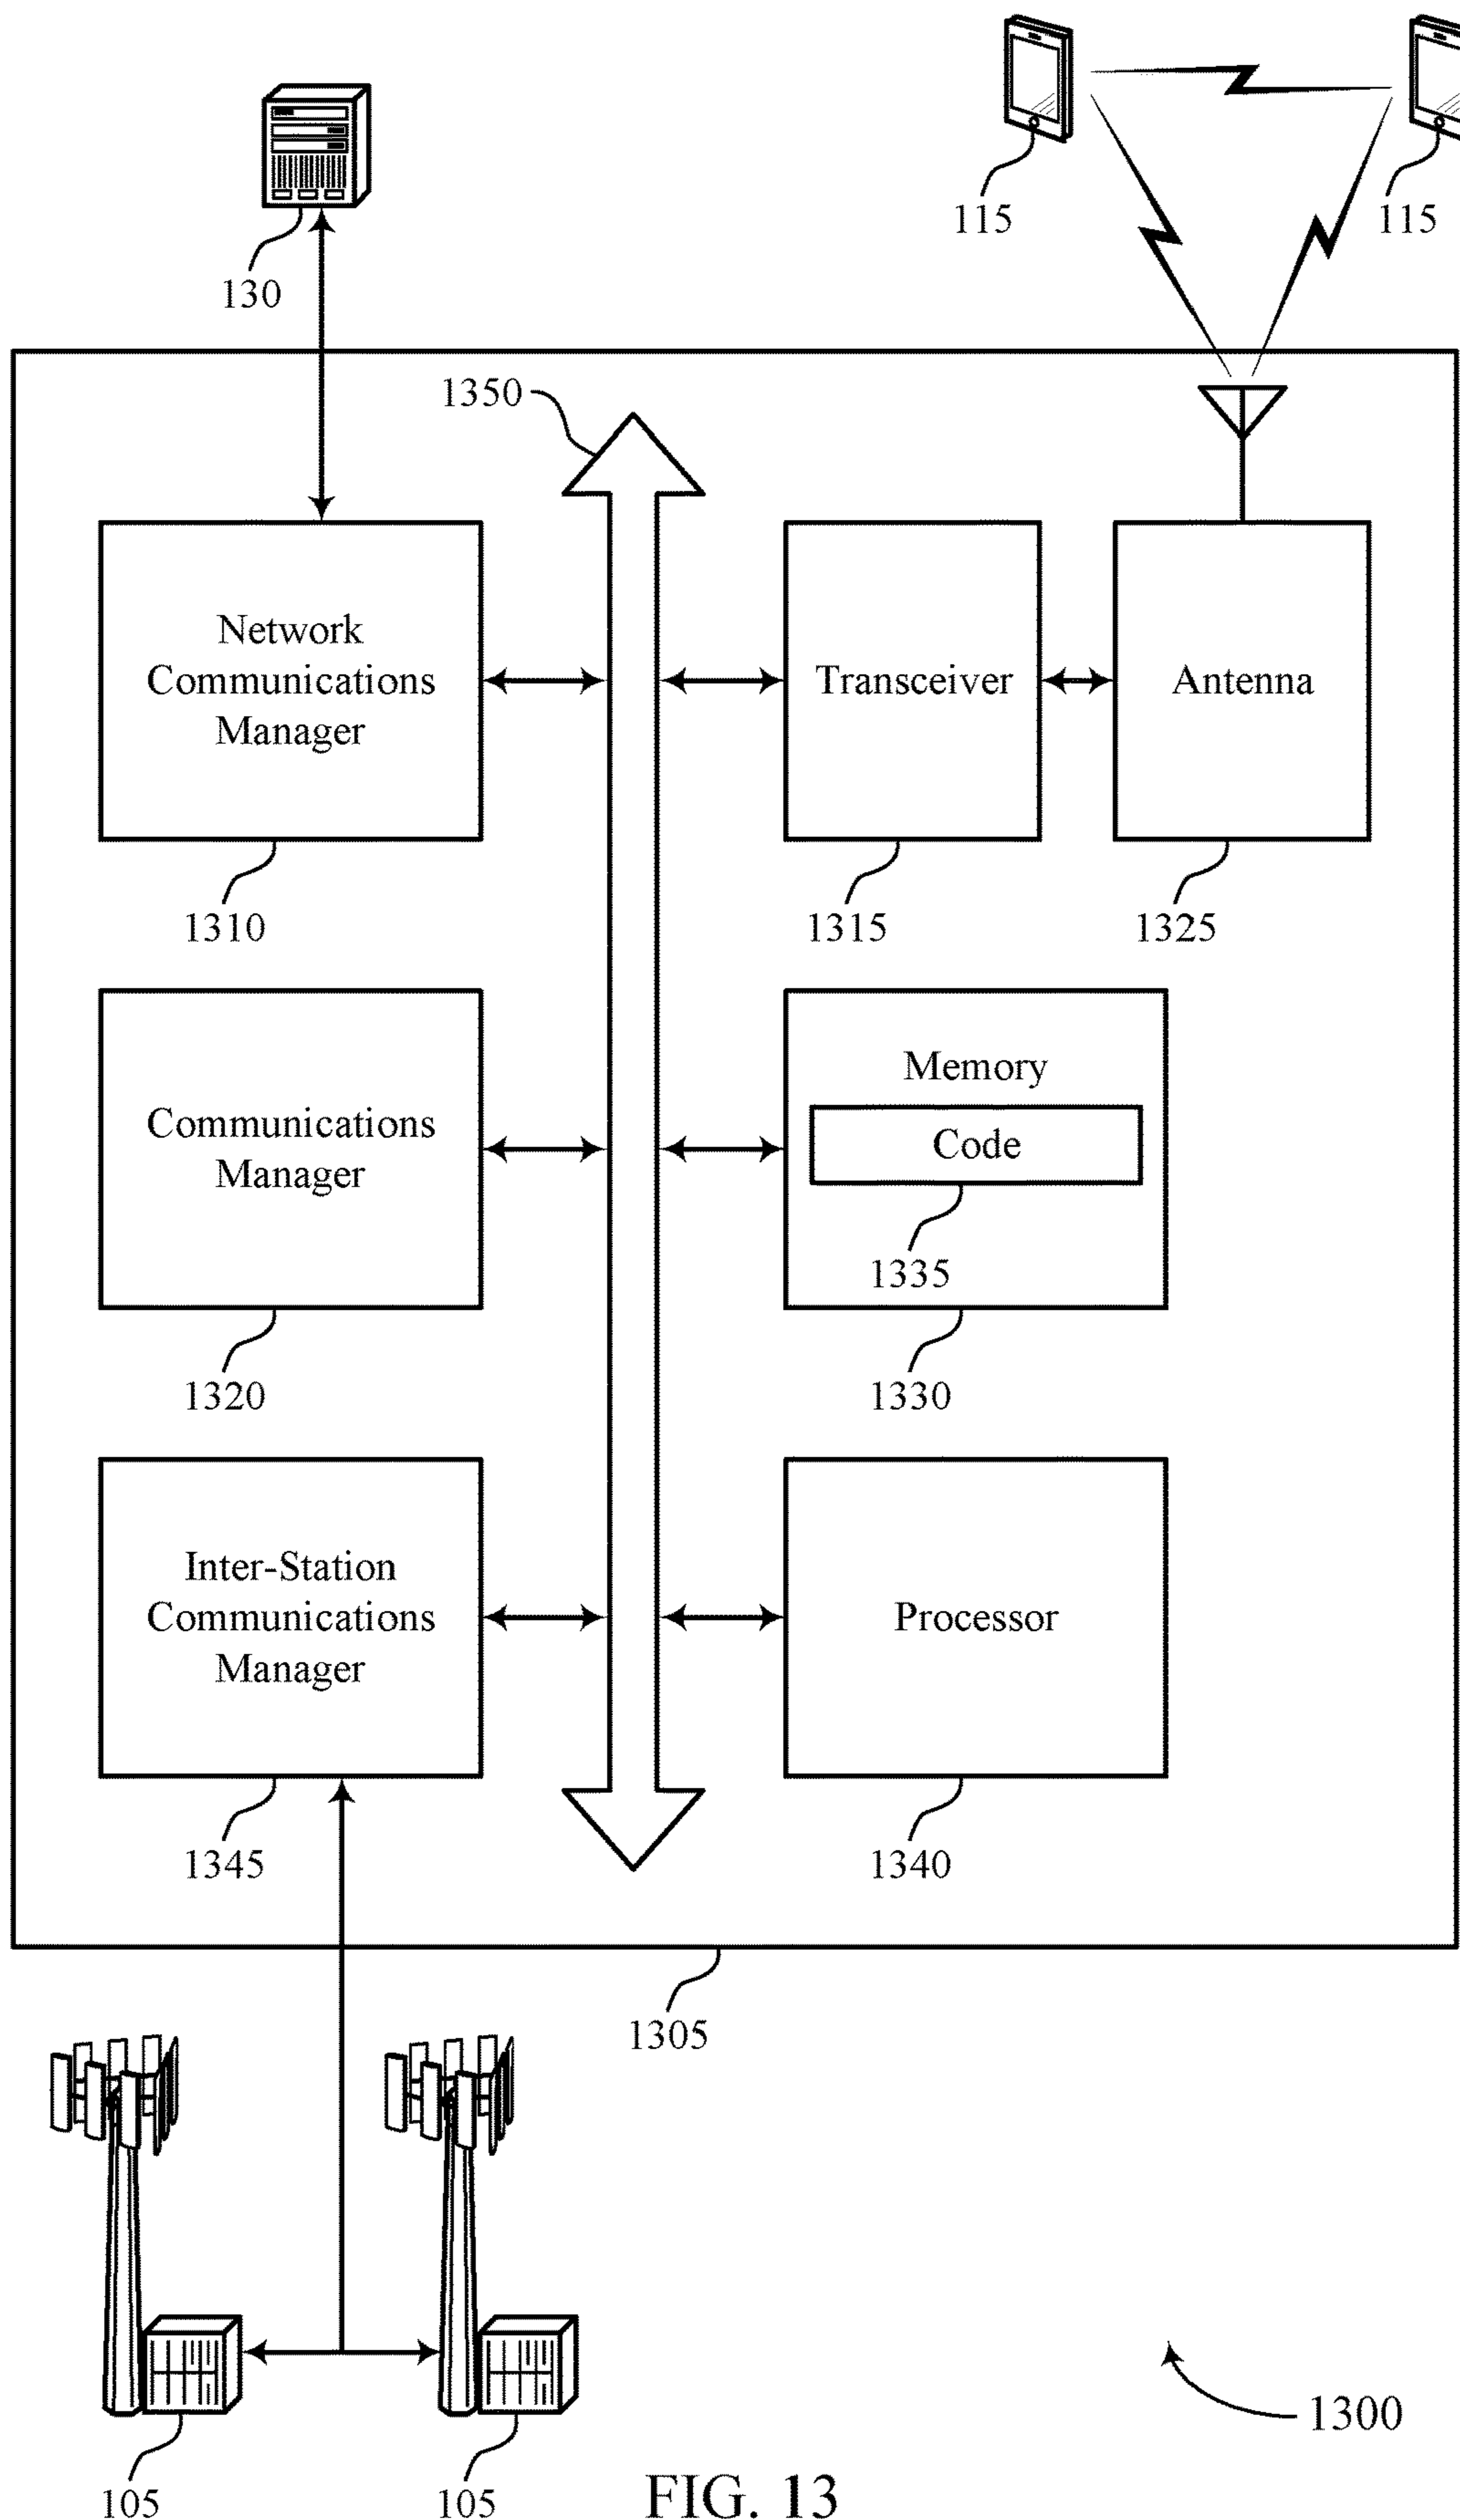 115
115
130
1350
Network
Communications
Manager
Transceiver
Antenna
1310
1315
1325
Communications
Manager
Memory
Code
1335
1320
1330
Inter-Station
Communications
Manager
Processor
1345
1340
1305
1300
105
105
FIG. 13